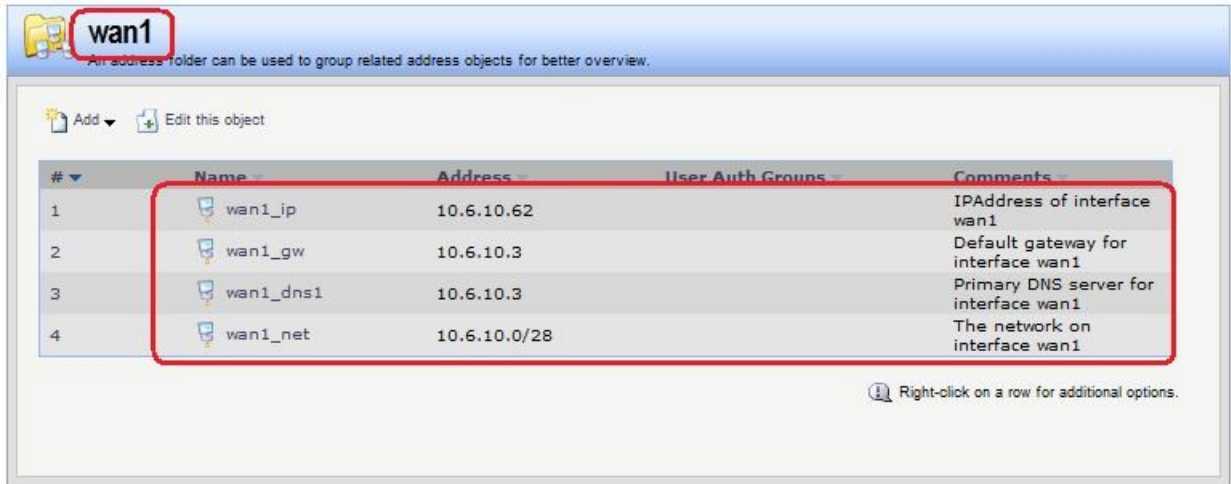 wan1
An address folder can be used to group related address objects for better overview.
Add Edit this object
# Name Address User Auth Groups Comments
1 wan1_ip 10.6.10.62 IPAddress of interface
wan1
2 wan1_gw 10.6.10.3 Default gateway for
interface wan1
3 wan1_dns1 10.6.10.3 Primary DNS server for
interface wan1
4 wan1_net 10.6.10.0/28 The network on
interface wan1
Right-click on a row for additional options.